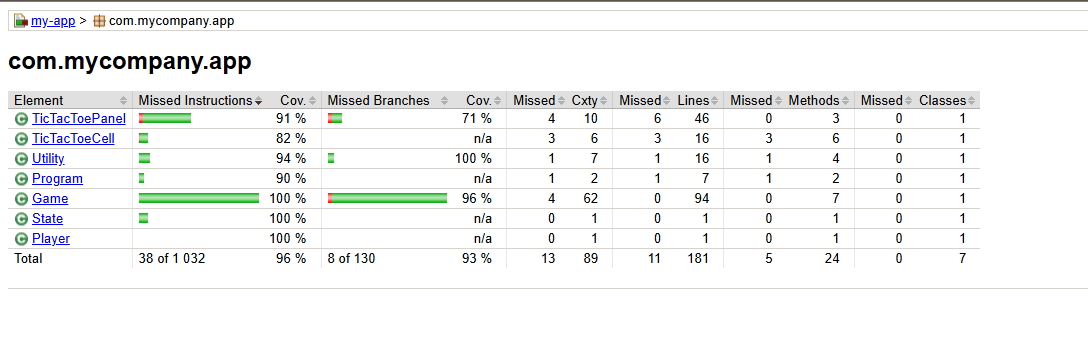 my-app > com.mycompany.app
com.mycompany.app
Element Missed Instructions Cov. Missed Branches Cov. Missed Cxty Missed Lines Missed Methods Missed Classes
C TicTacToePanel 91 % 71 % 4 10 6 46 0 3 0 1
C TicTacToeCell 82 % n/a 3 6 3 16 3 6 0 1
C Utility 94 % 100 % 1 7 1 16 1 4 0 1
C Program 90 % n/a 1 2 1 7 1 2 0 1
C Game 100 % 96 % 4 62 0 94 0 7 0 1
C State 100 % n/a 0 1 0 1 0 1 0 1
C Player 100 % n/a 0 1 0 1 0 1 0 1
Total 38 of 1 032 96 % 8 of 130 93 % 13 89 11 181 5 24 0 7